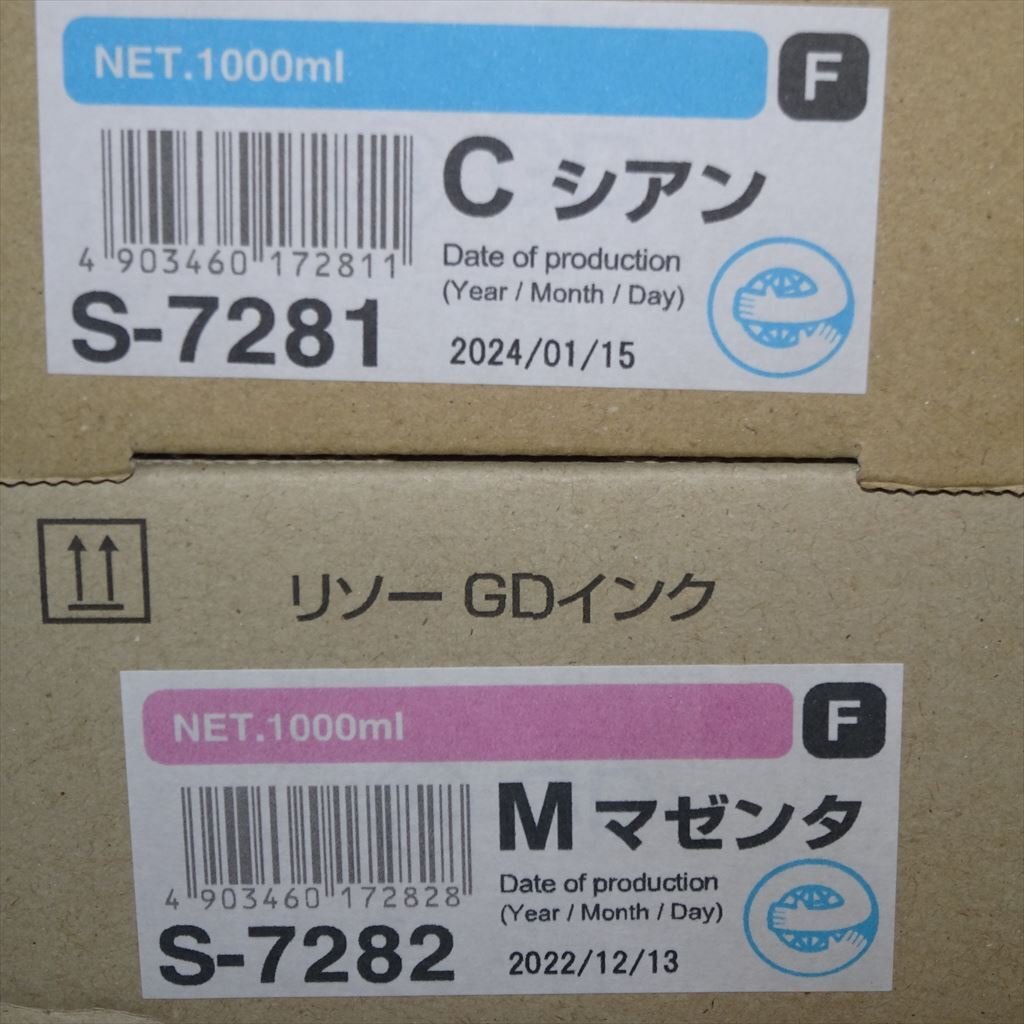 NET.1000ml
F
C シアン
4 903460 172811
Date of production
(Year / Month / Day)
S-7281
2024/01/15
リソー GDインク
NET.1000ml
F
M マゼンタ
4 903460 172828
Date of production
(Year / Month / Day)
S-7282
2022/12/13